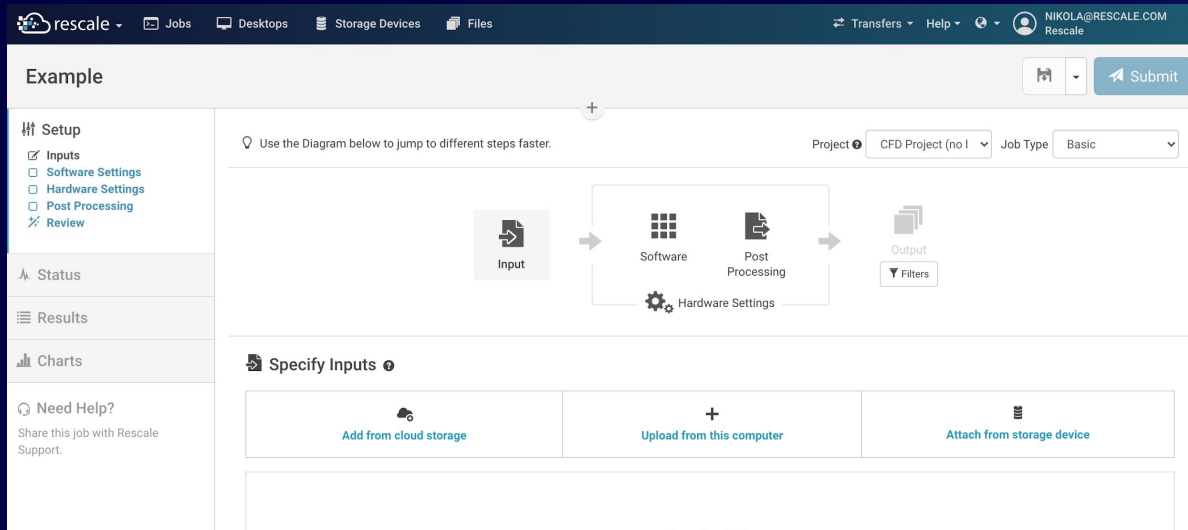 rescale
Jobs
Desktops
Storage Devices
Files
Transfers
Help
NIKOLA@RESCALE.COM
Rescale
Example
Submit
Setup
Inputs
Software Settings
Hardware Settings
Post Processing
Review
Status
Results
Charts
Need Help?
Share this job with Rescale
Support.
Use the Diagram below to jump to different steps faster.
Project
CFD Project (no l
Job Type
Basic
Input
Software
Post
Processing
Hardware Settings
Output
Filters
Specify Inputs
Add from cloud storage
Upload from this computer
Attach from storage device